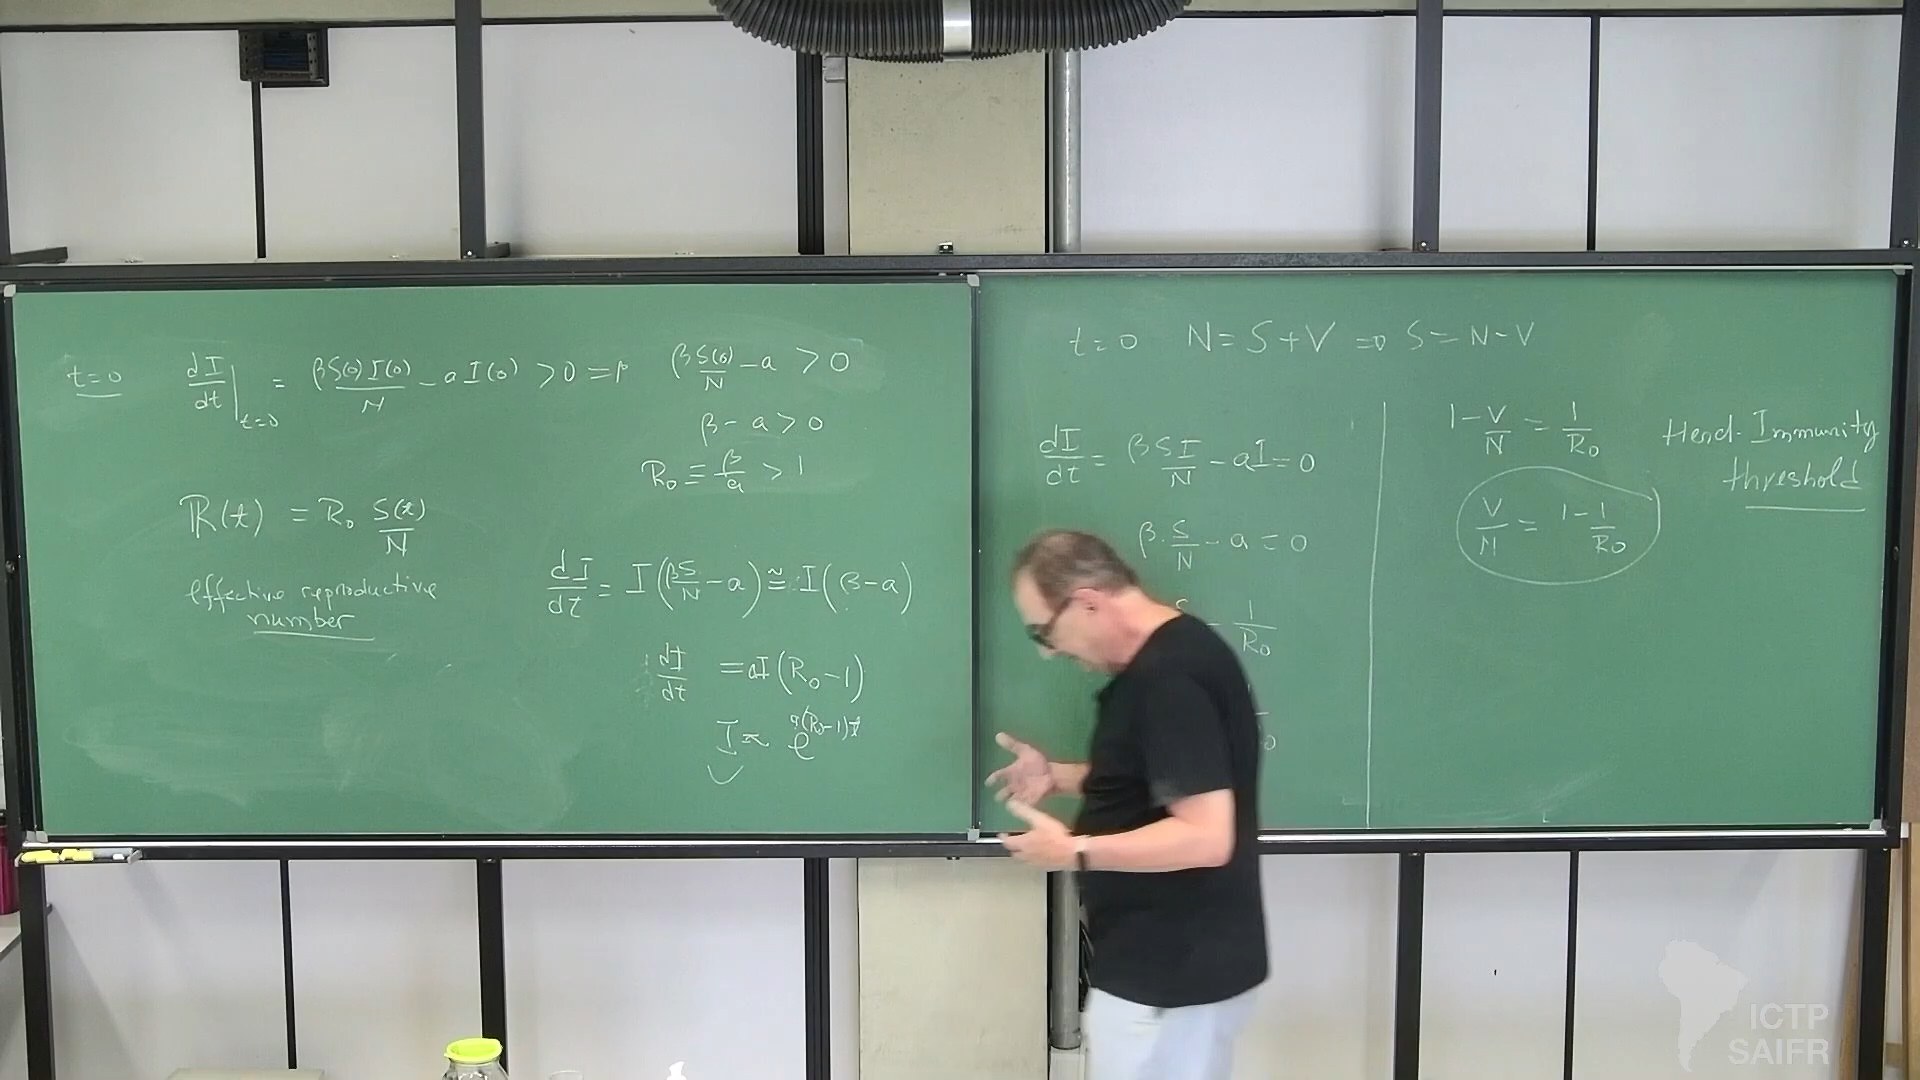 t=0 dI/dt|t=0 = βS(0)I(0)/N - aI(0) > 0 ⇒ βS(0)/N - a > 0
β - a > 0
R₀ ≡ β/a > 1
R(t) = R₀ S(t)/N
effective reproductive
number
dI/dt = I(βS/N - a) ≅ I(β - a)
dI/dt = aI(R₀ - 1)
I ≈ e^a(R₀-1)t
t=0 N=S+V ⇒ S=N-V
dI/dt = βSI/N - aI = 0
β·S/N - a = 0
1/R₀
1 - V/N = 1/R₀
V/N = 1 - 1/R₀
Herd-Immunity
threshold
ICTP
SAIFR